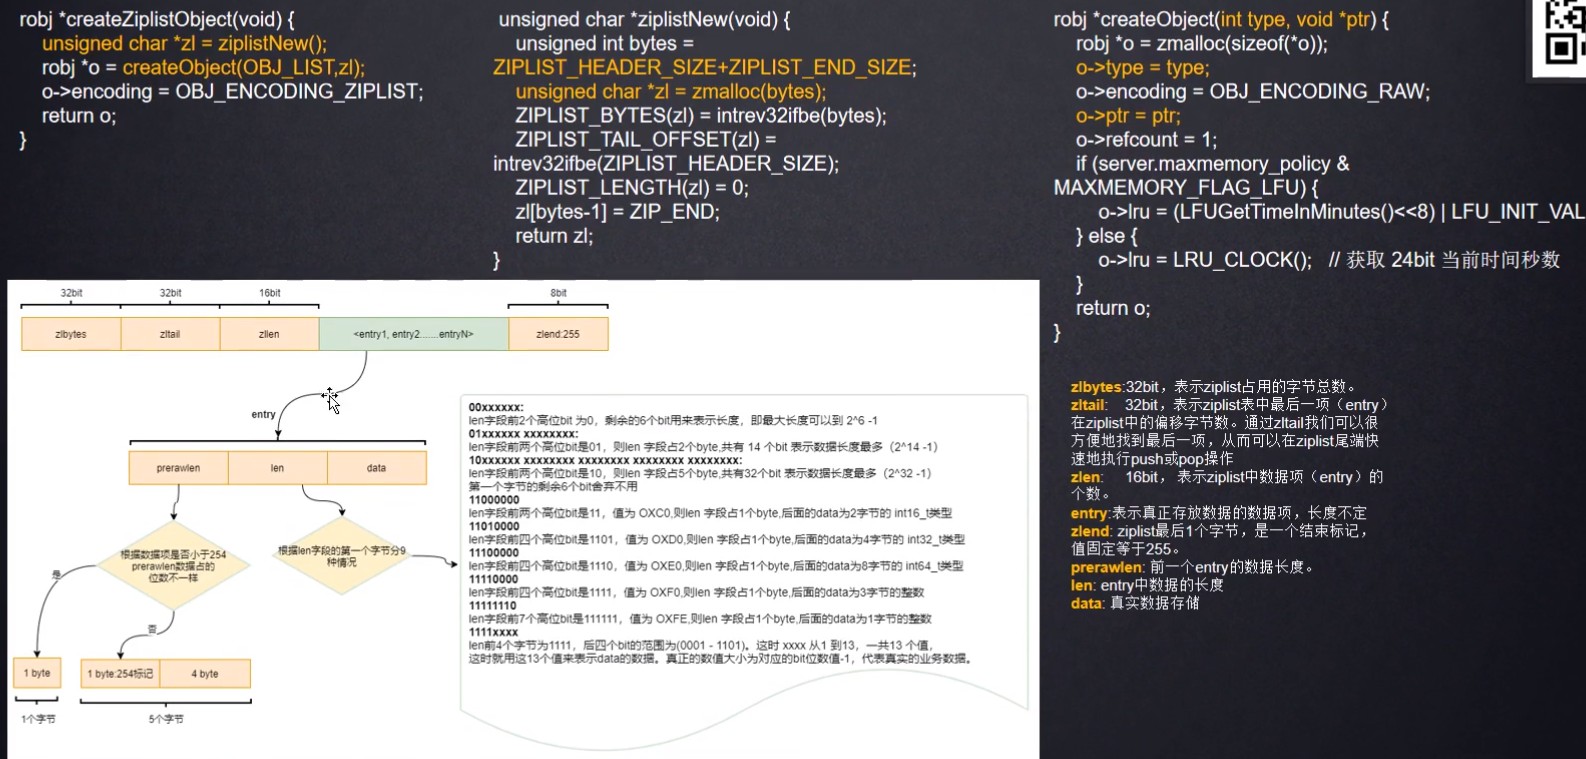 robj *createZiplistObject(void) {
unsigned char *zl = ziplistNew();
robj *o = createObject(OBJ_LIST,zl);
o->encoding = OBJ_ENCODING_ZIPLIST;
return o;
}
unsigned char *ziplistNew(void) {
unsigned int bytes =
ZIPLIST_HEADER_SIZE+ZIPLIST_END_SIZE;
unsigned char *zl = zmalloc(bytes);
ZIPLIST_BYTES(zl) = intrev32ifbe(bytes);
ZIPLIST_TAIL_OFFSET(zl) =
intrev32ifbe(ZIPLIST_HEADER_SIZE);
ZIPLIST_LENGTH(zl) = 0;
zl[bytes-1] = ZIP_END;
return zl;
}
robj *createObject(int type, void *ptr) {
robj *o = zmalloc(sizeof(*o));
o->type = type;
o->encoding = OBJ_ENCODING_RAW;
o->ptr = ptr;
o->refcount = 1;
if (server.maxmemory_policy &
MAXMEMORY_FLAG_LFU) {
o->lru = (LFUGetTimeInMinutes()<<8) | LFU_INIT_VAL
} else {
o->lru = LRU_CLOCK(); // 获取 24bit 当前时间秒数
}
return o;
}
32bit 32bit 16bit 8bit
zlbytes zltail zllen <entry1, entry2.......entryN> zlend:255
entry
prerawlen len data
根据数据项是否小于254
prerawlen数据占的
位数不一样
根据len字段的第一个字节分9
种情况
是
否
1 byte 1 byte:254标记 4 byte
1个字节 5个字节
00xxxxxx:
len字段前2个高位bit 为0，剩余的6个bit用来表示长度，即最大长度可以到 2^6 -1
01xxxxxx xxxxxxxx:
len字段前两个高位bit是01，则len 字段占2个byte,共有 14 个bit 表示数据长度最多（2^14 -1）
10xxxxxx xxxxxxxx xxxxxxxx xxxxxxxx xxxxxxxx:
len字段前两个高位bit是10，则len 字段占5个byte,共有32个bit 表示数据长度最多（2^32 -1）
第一个字节的剩余6个bit舍弃不用
11000000
len字段前两个高位bit是11，值为 OXC0,则len 字段占1个byte,后面的data为2字节的 int16_t类型
11010000
len字段前四个高位bit是1101，值为 OXD0,则len 字段占1个byte,后面的data为4字节的 int32_t类型
11100000
len字段前四个高位bit是1110，值为 OXE0,则len 字段占1个byte,后面的data为8字节的 int64_t类型
11110000
len字段前四个高位bit是1111，值为 OXF0,则len 字段占1个byte,后面的data为3字节的整数
11111110
len字段前7个高位bit是111111，值为 OXFE,则len 字段占1个byte,后面的data为1字节的整数
1111xxxx
len前4个字节为1111，后四个bit的范围为(0001 - 1101)。这时 xxxx 从1 到13，一共13 个值，
这时就用这13个值来表示data的数据。真正的数值大小为对应的bit位数值-1，代表真实的业务数据。
zlbytes:32bit，表示ziplist占用的字节总数。
zltail: 32bit，表示ziplist表中最后一项（entry）
在ziplist中的偏移字节数。通过zltail我们可以很
方便地找到最后一项，从而可以在ziplist尾端快
速地执行push或pop操作
zlen: 16bit， 表示ziplist中数据项（entry）的
个数。
entry:表示真正存放数据的数据项，长度不定
zlend: ziplist最后1个字节，是一个结束标记，
值固定等于255。
prerawlen: 前一个entry的数据长度。
len: entry中数据的长度
data: 真实数据存储